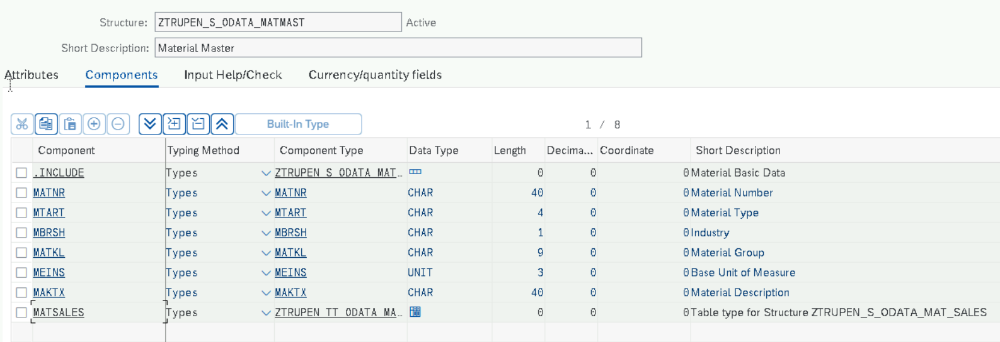 Structure: ZTRUPEN_S_ODATA_MATMAST Active
Short Description: Material Master
Attributes Components Input Help/Check Currency/quantity fields
Built-In Type 1 / 8
Component Typing Method Component Type Data Type Length Decima... Coordinate Short Description
.INCLUDE Types ZTRUPEN_S_ODATA_MAT… 0 0 0 Material Basic Data
MATNR Types MATNR CHAR 40 0 0 Material Number
MTART Types MTART CHAR 4 0 0 Material Type
MBRSH Types MBRSH CHAR 1 0 0 Industry
MATKL Types MATKL CHAR 9 0 0 Material Group
MEINS Types MEINS UNIT 3 0 0 Base Unit of Measure
MAKTX Types MAKTX CHAR 40 0 0 Material Description
MATSALES Types ZTRUPEN_TT_ODATA_MA… 0 0 0 Table type for Structure ZTRUPEN_S_ODATA_MAT_SALES